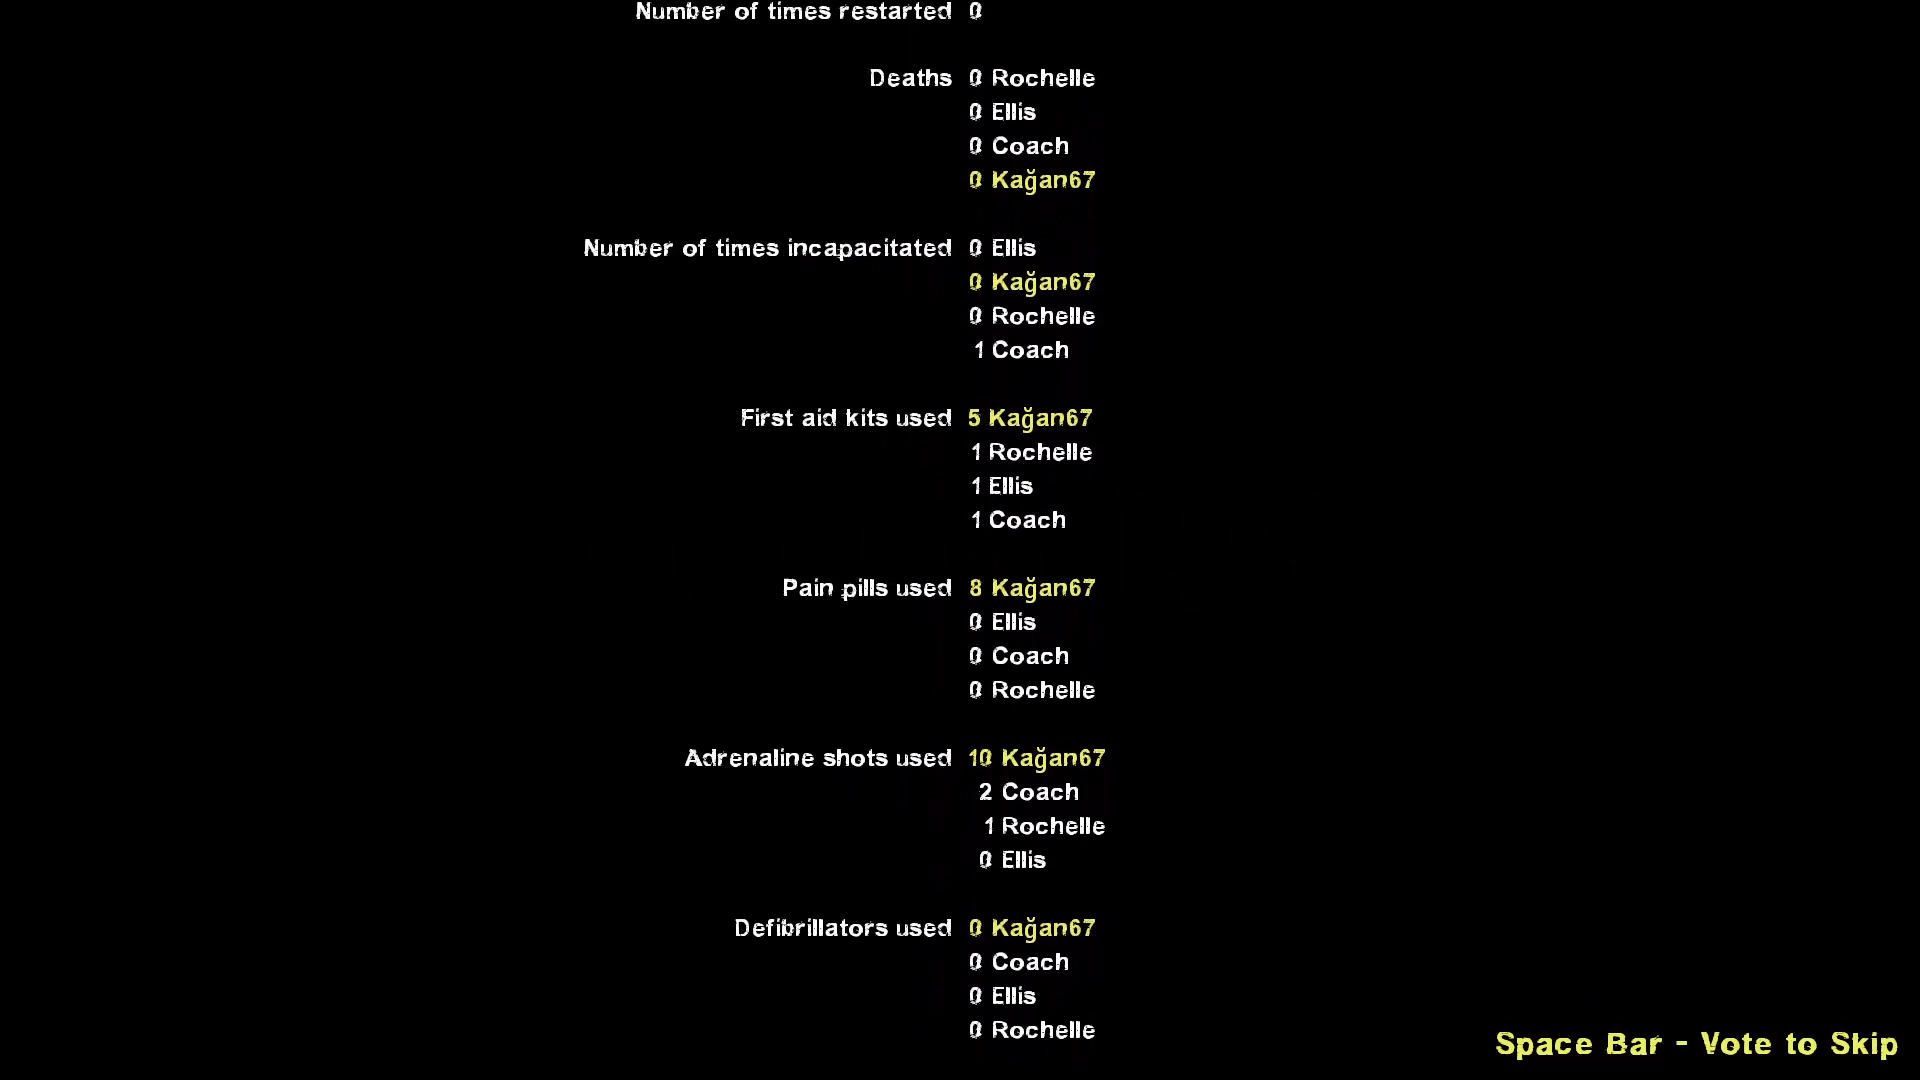 Number of times restarted 0
Deaths 0 Rochelle
0 Ellis
0 Coach
0 Kağan67
Number of times incapacitated 0 Ellis
0 Kağan67
0 Rochelle
1 Coach
First aid kits used 5 Kağan67
1 Rochelle
1 Ellis
1 Coach
Pain pills used 8 Kağan67
0 Ellis
0 Coach
0 Rochelle
Adrenaline shots used 10 Kağan67
2 Coach
1 Rochelle
0 Ellis
Defibrillators used 0 Kağan67
0 Coach
0 Ellis
0 Rochelle
Space Bar - Vote to Skip